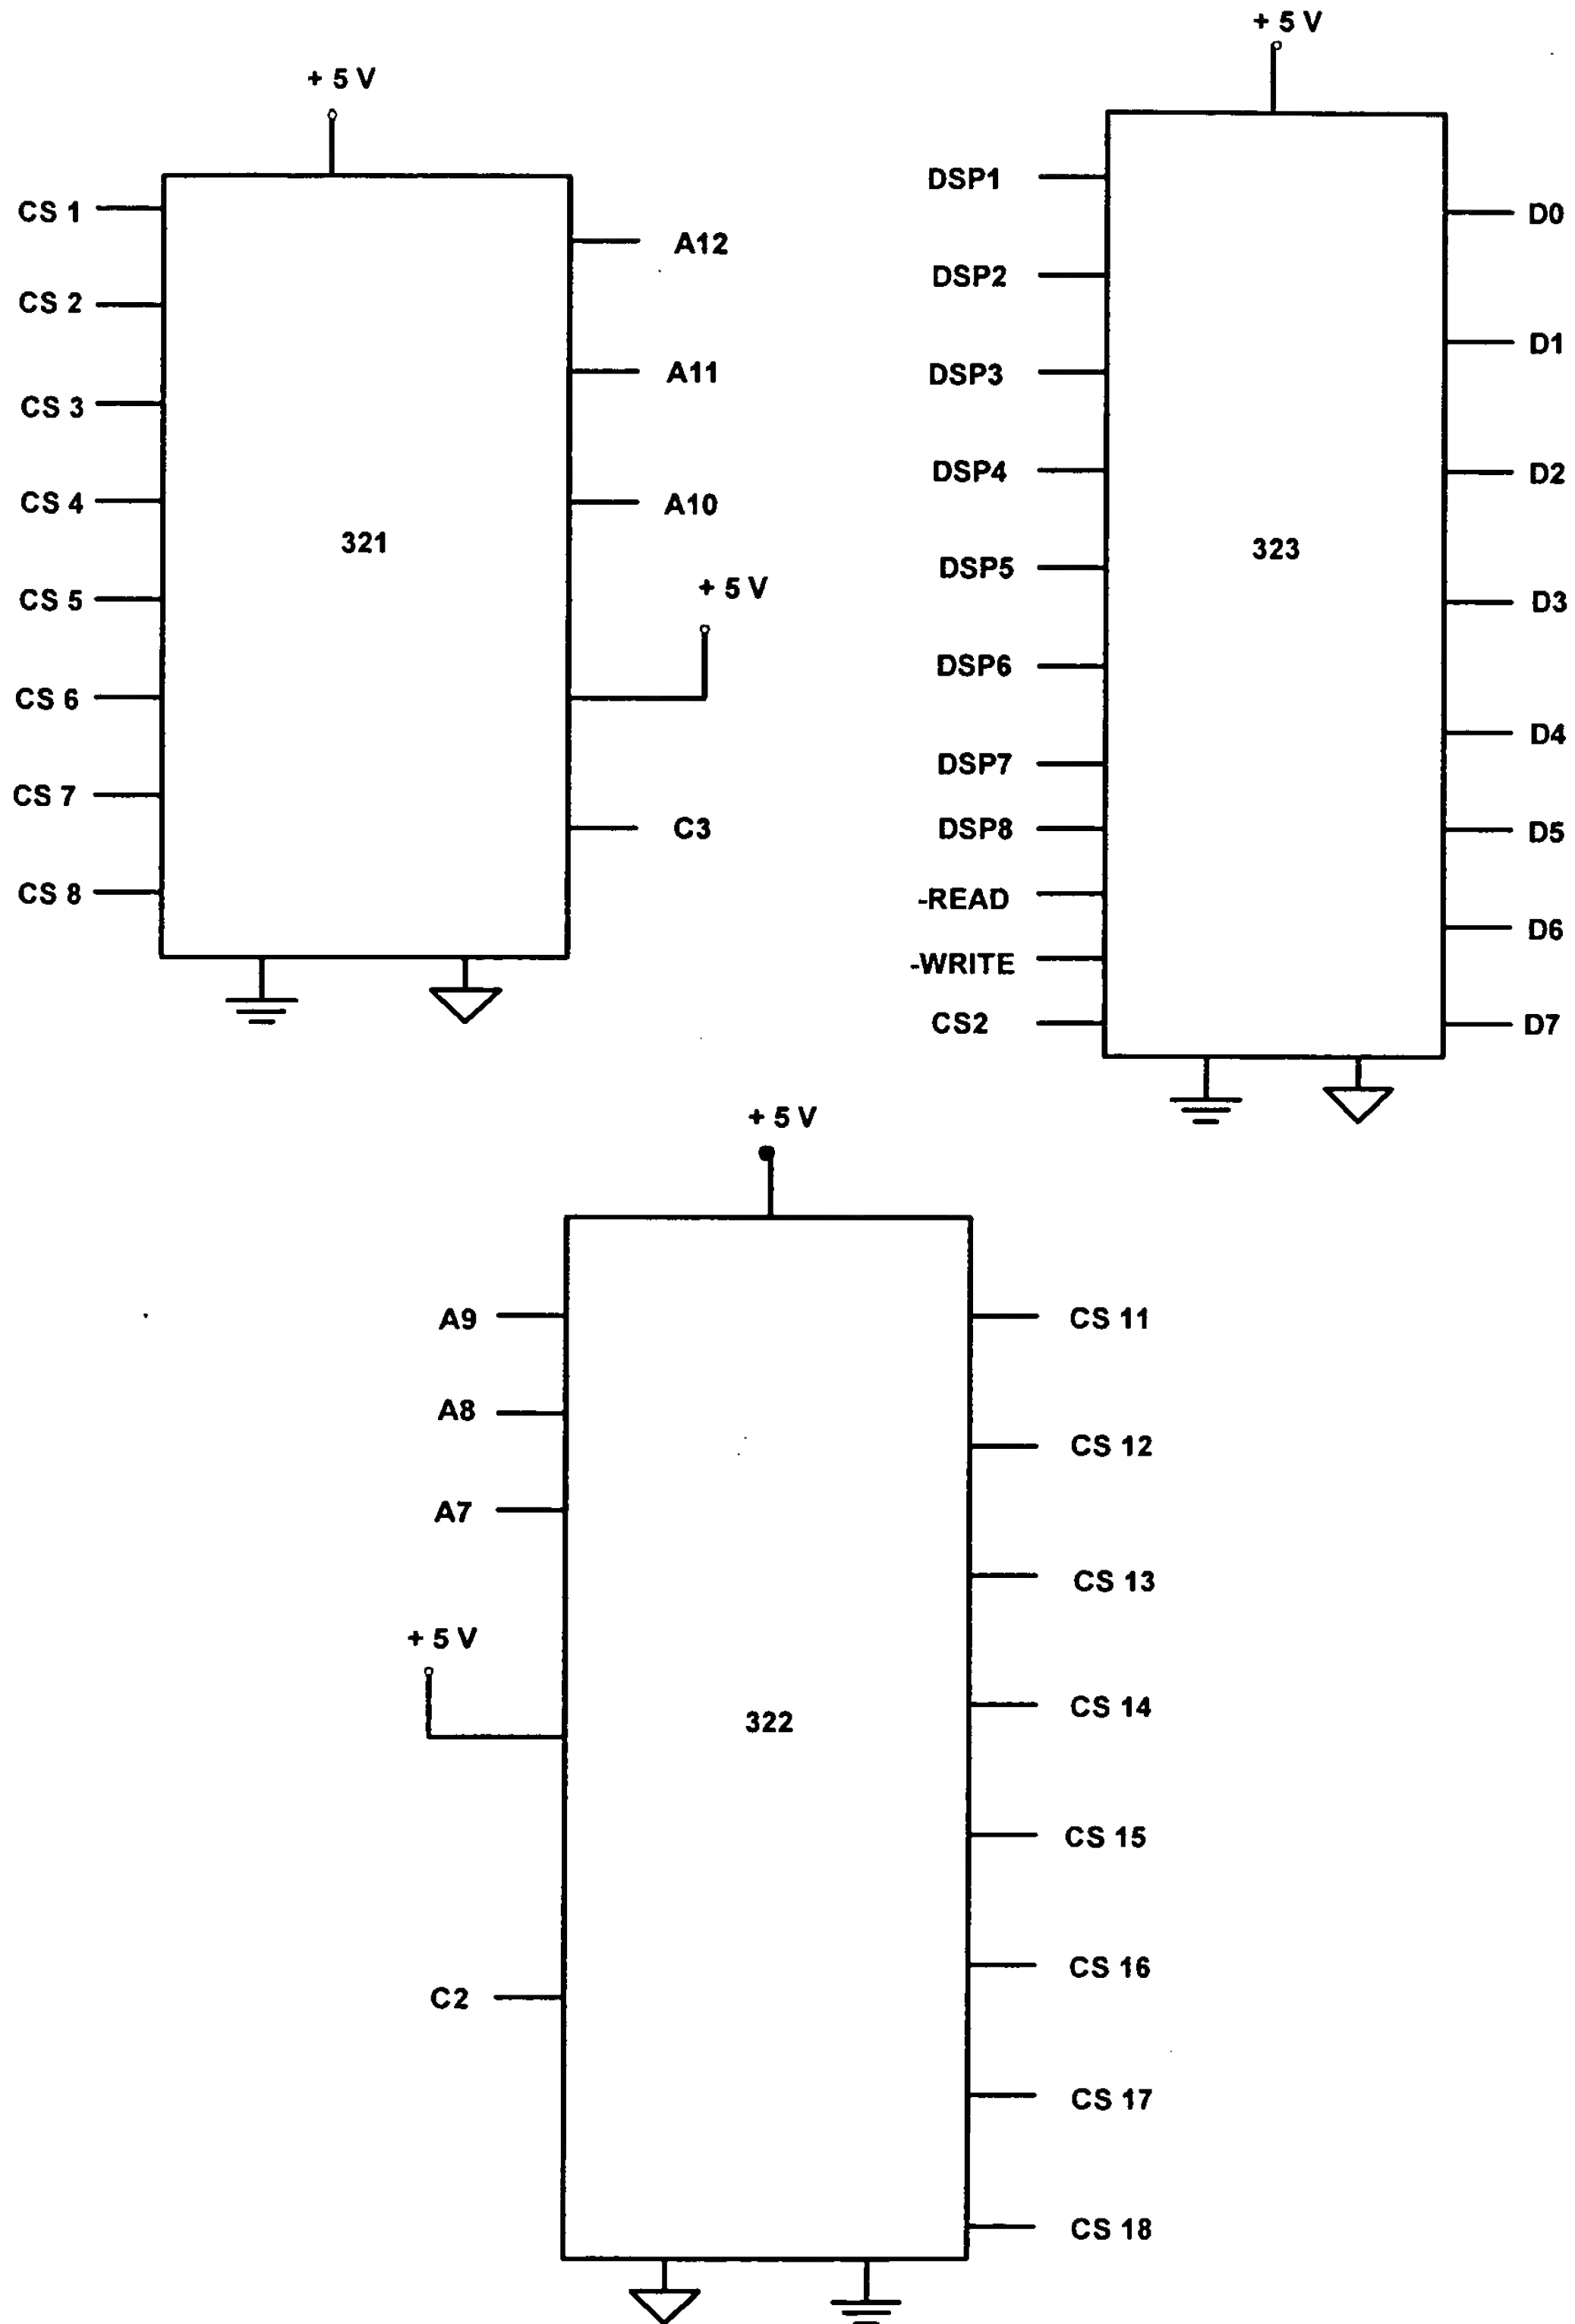 + 5 V
CS 1
CS 2
CS 3
CS 4
CS 5
CS 6
CS 7
CS 8
321
A12
A11
A10
+ 5 V
C3
+ 5 V
DSP1
DSP2
DSP3
DSP4
DSP5
DSP6
DSP7
DSP8
-READ
-WRITE
CS2
323
D0
D1
D2
D3
D4
D5
D6
D7
+ 5 V
A9
A8
A7
+ 5 V
C2
322
CS 11
CS 12
CS 13
CS 14
CS 15
CS 16
CS 17
CS 18